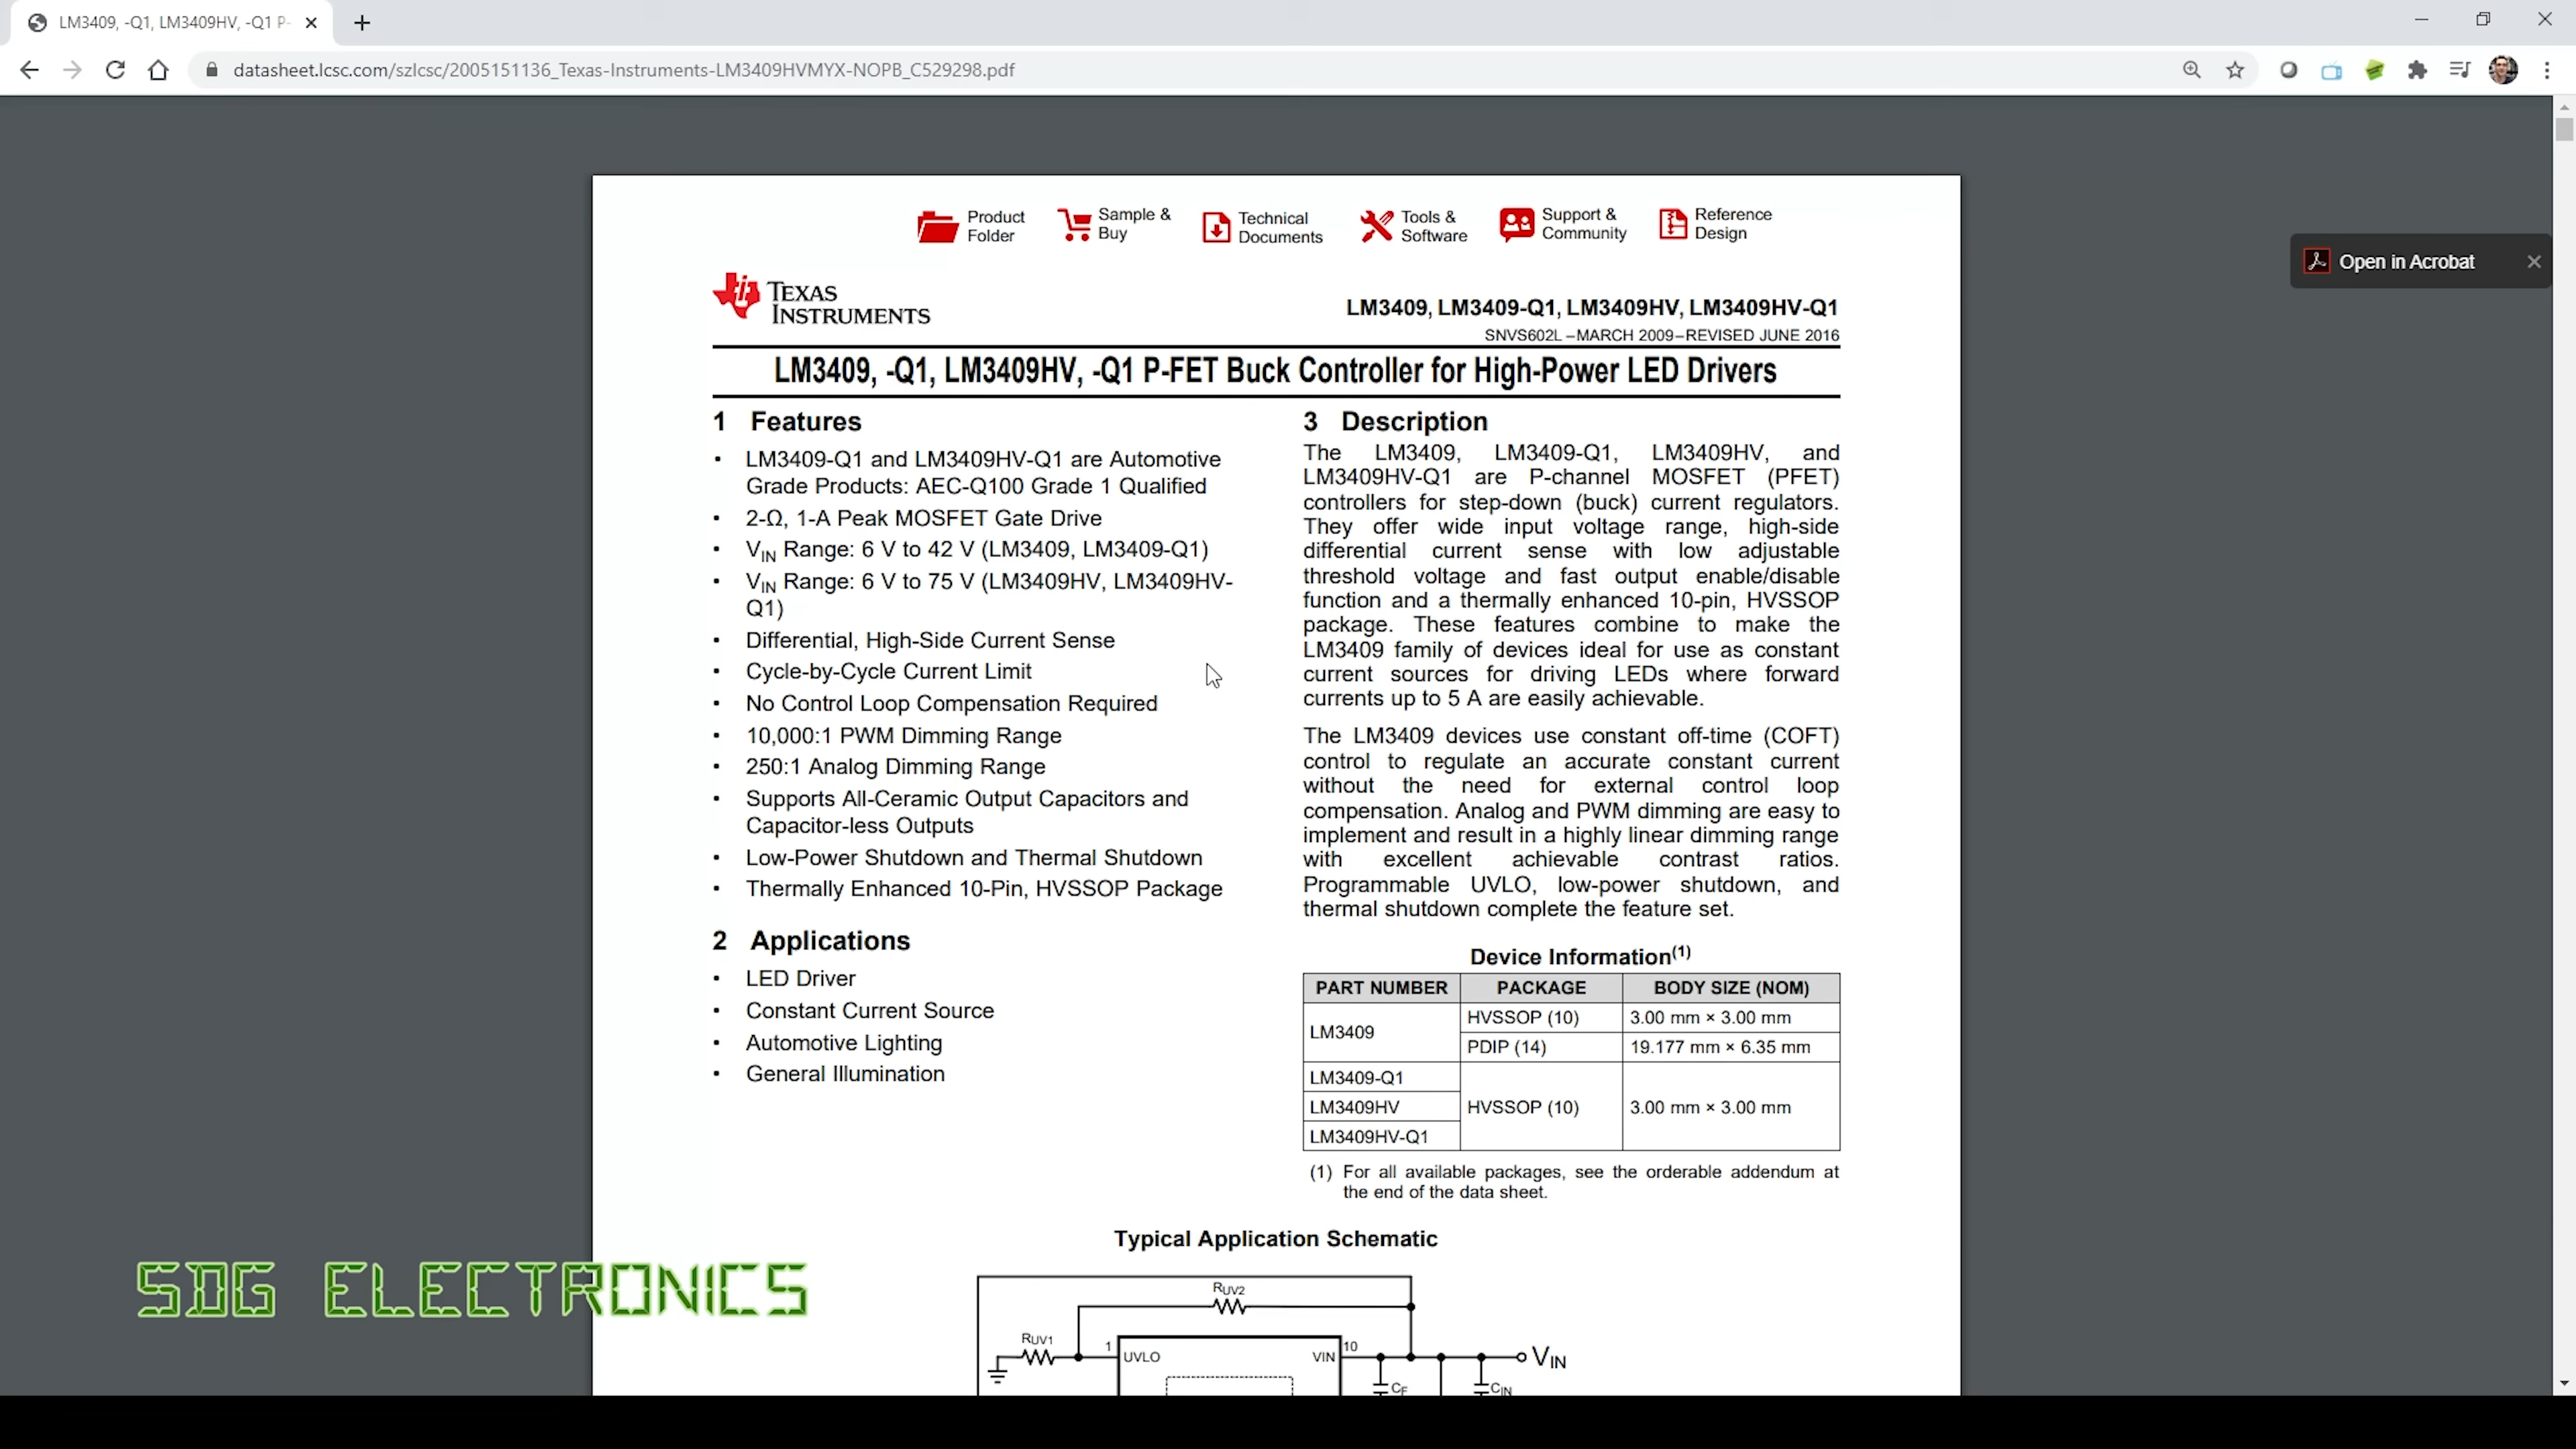 LM3409, -Q1, LM3409HV, -Q1 P-
datasheet.lcsc.com/szlcsc/2005151136_Texas-Instruments-LM3409HVMYX-NOPB_C529298.pdf
Open in Acrobat
Product
Folder
Sample &
Buy
Technical
Documents
Tools &
Software
Support &
Community
Reference
Design
TEXAS
INSTRUMENTS
LM3409, LM3409-Q1, LM3409HV, LM3409HV-Q1
SNVS602L –MARCH 2009–REVISED JUNE 2016
LM3409, -Q1, LM3409HV, -Q1 P-FET Buck Controller for High-Power LED Drivers
1 Features
• LM3409-Q1 and LM3409HV-Q1 are Automotive
Grade Products: AEC-Q100 Grade 1 Qualified
• 2-Ω, 1-A Peak MOSFET Gate Drive
• VIN Range: 6 V to 42 V (LM3409, LM3409-Q1)
• VIN Range: 6 V to 75 V (LM3409HV, LM3409HV-
Q1)
• Differential, High-Side Current Sense
• Cycle-by-Cycle Current Limit
• No Control Loop Compensation Required
• 10,000:1 PWM Dimming Range
• 250:1 Analog Dimming Range
• Supports All-Ceramic Output Capacitors and
Capacitor-less Outputs
• Low-Power Shutdown and Thermal Shutdown
• Thermally Enhanced 10-Pin, HVSSOP Package
2 Applications
• LED Driver
• Constant Current Source
• Automotive Lighting
• General Illumination
3 Description
The LM3409, LM3409-Q1, LM3409HV, and
LM3409HV-Q1 are P-channel MOSFET (PFET)
controllers for step-down (buck) current regulators.
They offer wide input voltage range, high-side
differential current sense with low adjustable
threshold voltage and fast output enable/disable
function and a thermally enhanced 10-pin, HVSSOP
package. These features combine to make the
LM3409 family of devices ideal for use as constant
current sources for driving LEDs where forward
currents up to 5 A are easily achievable.
The LM3409 devices use constant off-time (COFT)
control to regulate an accurate constant current
without the need for external control loop
compensation. Analog and PWM dimming are easy to
implement and result in a highly linear dimming range
with excellent achievable contrast ratios.
Programmable UVLO, low-power shutdown, and
thermal shutdown complete the feature set.
Device Information(1)
PART NUMBER PACKAGE BODY SIZE (NOM)
LM3409 HVSSOP (10) 3.00 mm × 3.00 mm
PDIP (14) 19.177 mm × 6.35 mm
LM3409-Q1
LM3409HV HVSSOP (10) 3.00 mm × 3.00 mm
LM3409HV-Q1
(1) For all available packages, see the orderable addendum at
the end of the data sheet.
Typical Application Schematic
RUV2
RUV1
1
UVLO
VIN
10
VIN
CF
CIN
SDG ELECTRONICS